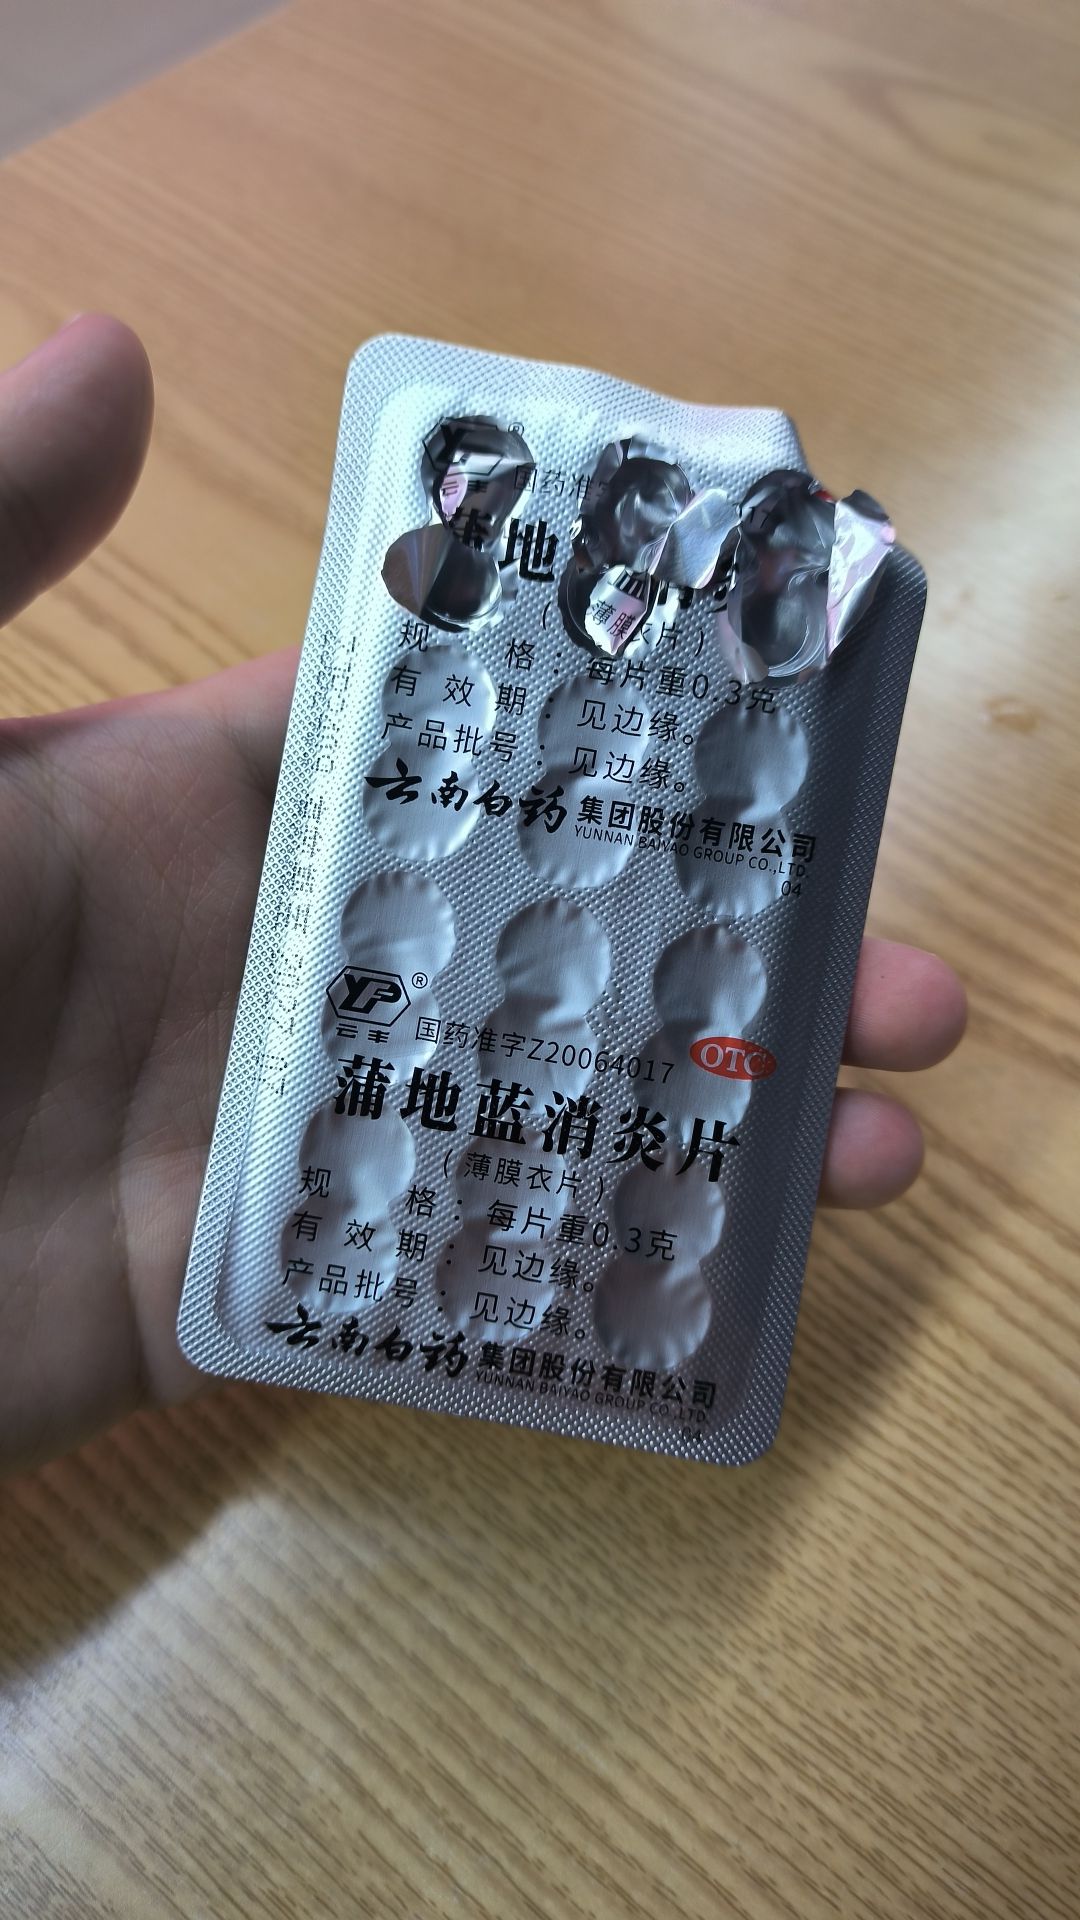 ®
国药准字
17
蒲地 消
(薄膜衣片)
规 格：每片重0.3克
有效期：见边缘。
产品批号：见边缘。
云南白药集团股份有限公司
YUNNAN BAIYAO GROUP CO.,LTD.
04
YP®
云丰
国药准字Z20064017
OTC
蒲地蓝消炎片
(薄膜衣片)
规 格：每片重0.3克
有效期：见边缘。
产品批号：见边缘。
云南白药集团股份有限公司
YUNNAN BAIYAO GROUP CO.,LTD.
04